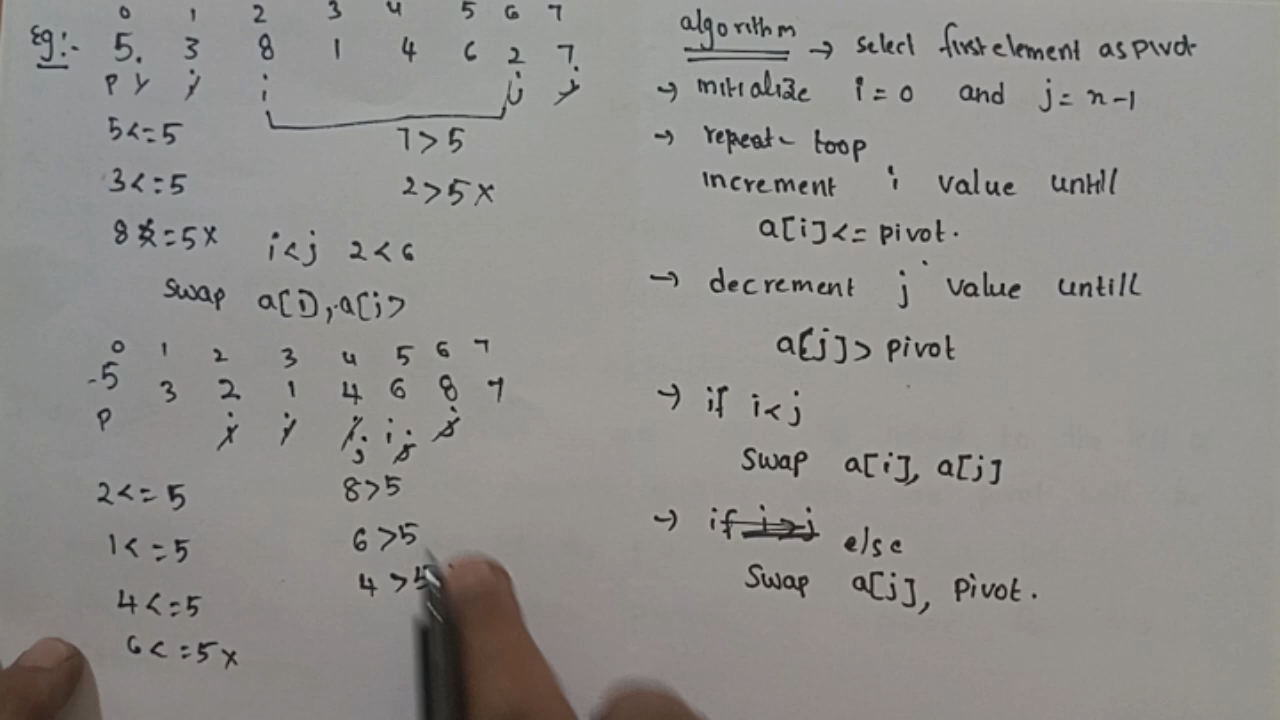 0 1 2 3 4 5 6 7
Eg:- 5. 3 8 1 4 6 2 7.
P i i i j j
5<=5 7>5
3<=5 2>5 x
8<=5 x i<j 2<6
Swap a[i], a[j]
0 1 2 3 4 5 6 7
5 3 2 1 4 6 8 7
P i i i j i j j
2<=5 8>5
1<=5 6>5
4<=5 4>5
6<=5 x
algorithm → select first element as pivot
→ initialize i=0 and j=n-1
→ repeat loop
increment i value untill
a[i]<= pivot.
→ decrement j value untill
a[j]> pivot
→ if i<j
Swap a[i], a[j]
→ if i>j else
Swap a[j], Pivot.